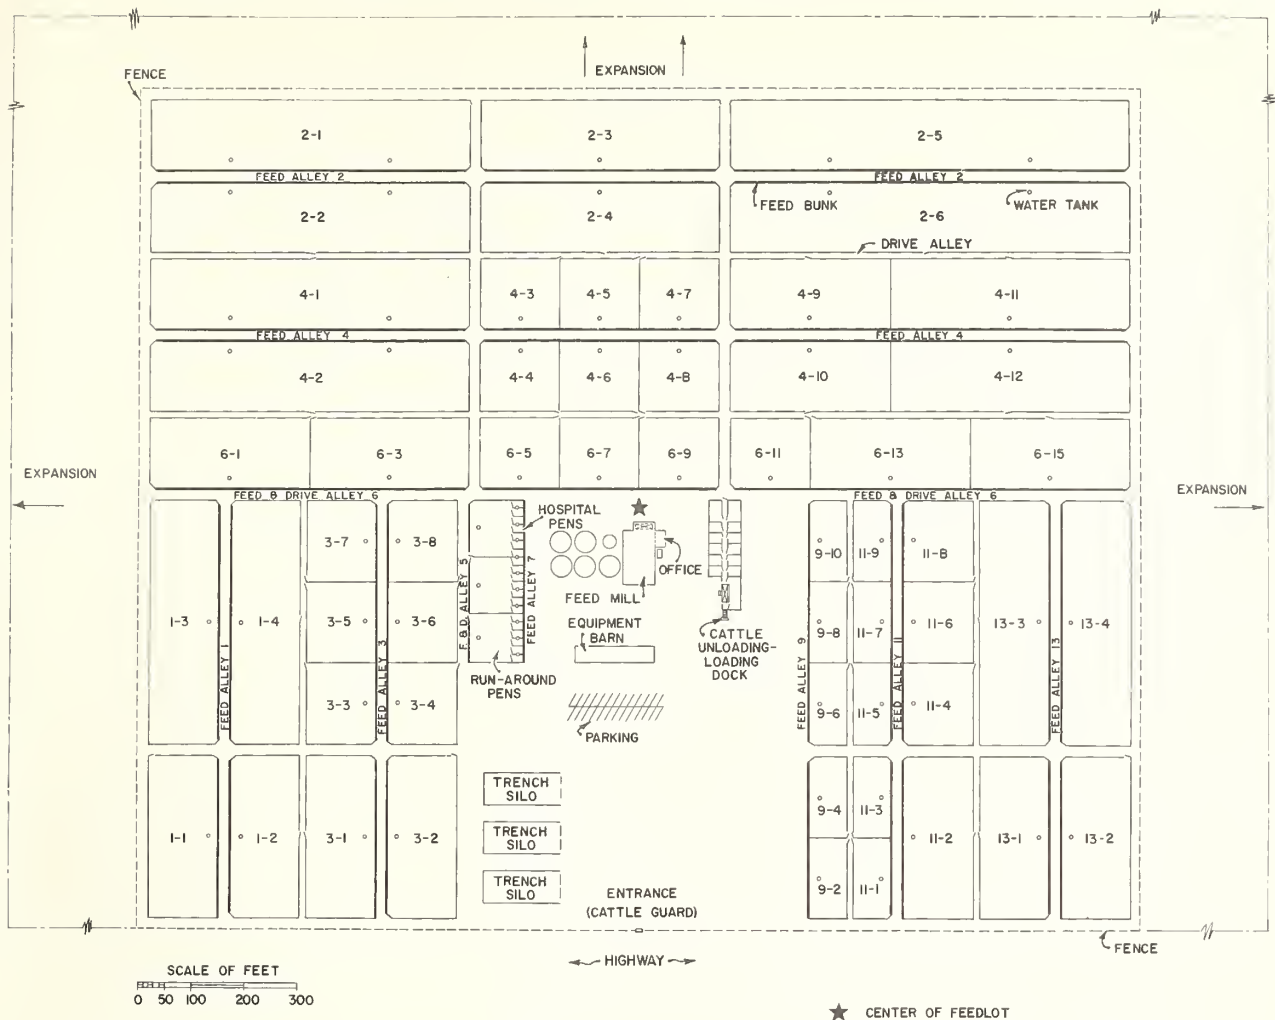 EXPANSION
FENCE
2-1
2-3
2-5
FEED ALLEY 2
FEED ALLEY 2
FEED BUNK
WATER TANK
2-2
2-4
2-6
DRIVE ALLEY
4-1
4-3
4-5
4-7
4-9
4-11
FEED ALLEY 4
FEED ALLEY 4
4-2
4-4
4-6
4-8
4-10
4-12
6-1
6-3
6-5
6-7
6-9
6-11
6-13
6-15
EXPANSION
EXPANSION
FEED & DRIVE ALLEY 6
FEED & DRIVE ALLEY 6
HOSPITAL
PENS
3-7
3-8
9-10
11-9
11-8
OFFICE
FEED MILL
F&D ALLEY 5
FEED ALLEY 7
1-3
1-4
3-5
3-6
EQUIPMENT
BARN
CATTLE
UNLOADING-
LOADING
DOCK
9-8
11-7
11-6
13-3
13-4
FEED ALLEY 1
FEED ALLEY 3
FEED ALLEY 9
FEED ALLEY 11
FEED ALLEY 13
RUN-AROUND
PENS
3-3
3-4
9-6
11-5
11-4
PARKING
TRENCH
SILO
TRENCH
SILO
TRENCH
SILO
9-4
11-3
1-1
1-2
3-1
3-2
11-2
13-1
13-2
9-2
11-1
ENTRANCE
(CATTLE GUARD)
FENCE
HIGHWAY
SCALE OF FEET
0 50 100 200 300
★ CENTER OF FEEDLOT